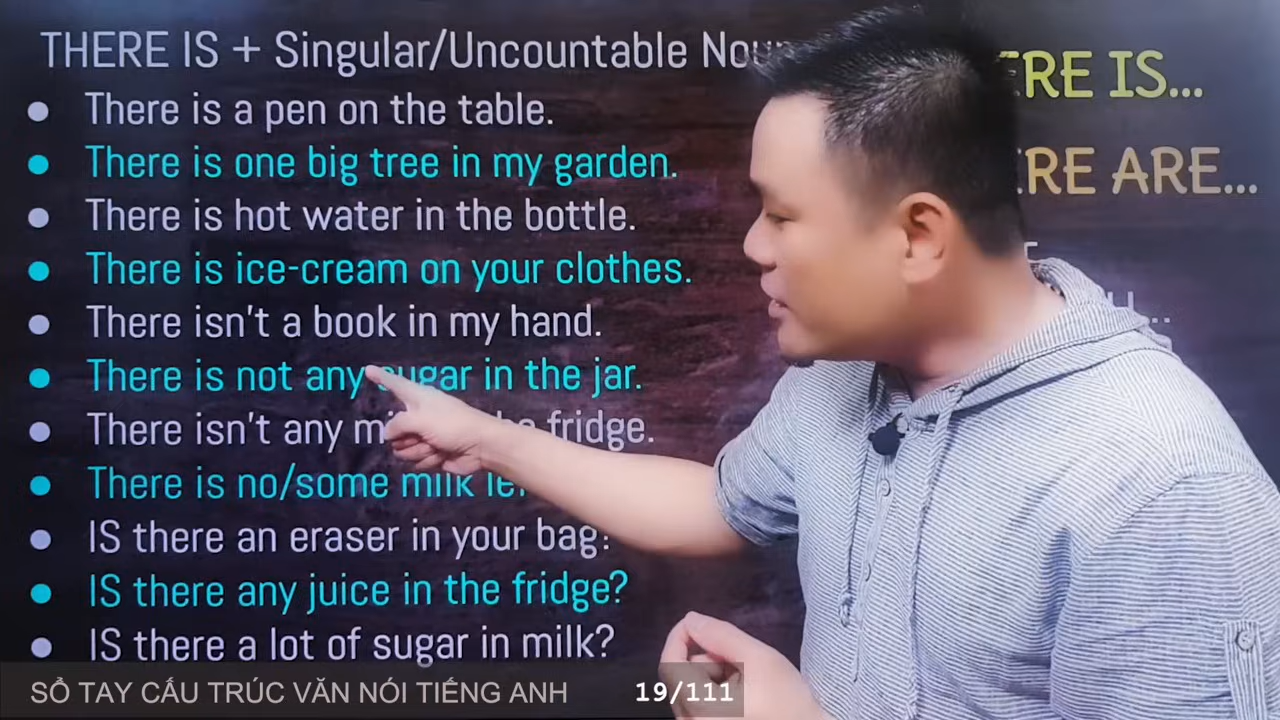 THERE IS + Singular/Uncountable
There is a pen on the table.
There is one big tree in my garden.
There is hot water in the bottle.
There is ice-cream on your clothes.
There isn't a book in my hand.
There is not any sugar in the jar.
There isn't any fridge.
There is no/some milk
IS there an eraser in your bag?
IS there any juice in the fridge?
IS there a lot of sugar in milk?
IS...
ARE...
SỔ TAY CẤU TRÚC VĂN NÓI TIẾNG ANH 19/111